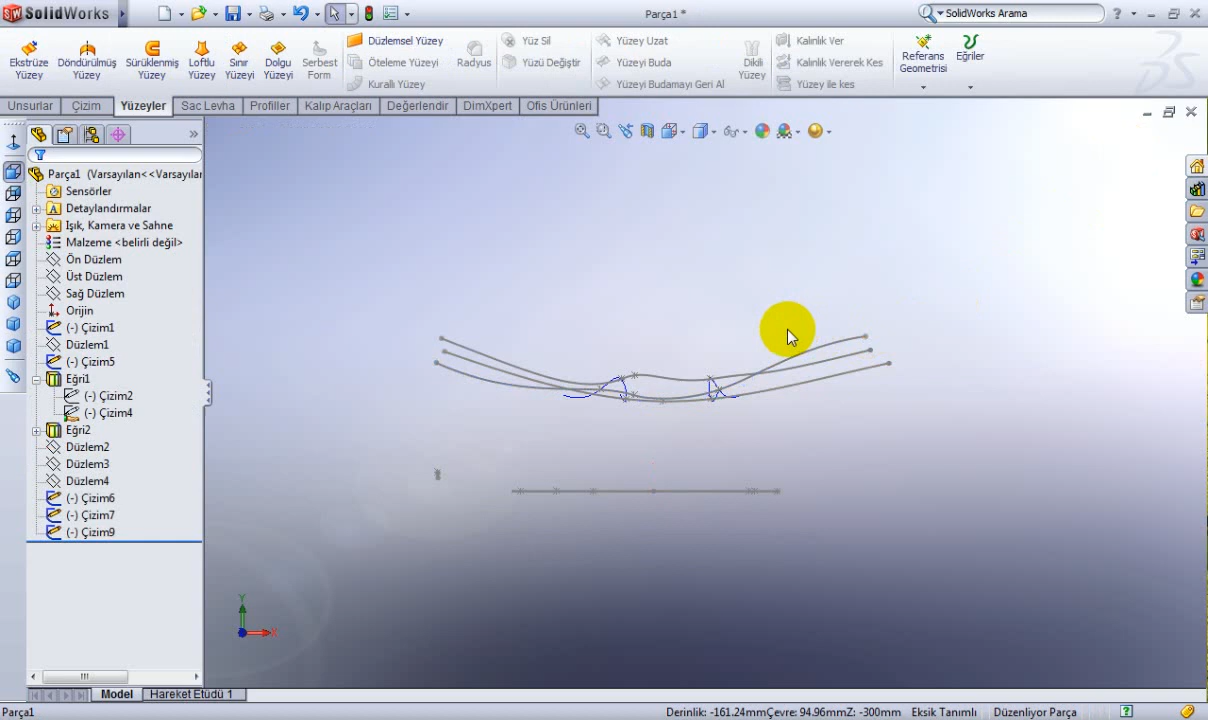 SolidWorks
Parça1 *
SolidWorks Arama
Ekstrüze Yüzey
Döndürülmüş Yüzey
Süriklenmiş Yüzey
Loftlu Yüzey
Sınır Yüzeyi
Dolgu Yüzeyi
Serbest Form
Düzlemsel Yüzey
Öteleme Yüzeyi
Kurallı Yüzey
Radyus
Yüz Sil
Yüzü Değiştir
Yüzey Uzat
Yüzeyi Buda
Yüzeyi Budamayı Geri Al
Dikli Yüzey
Kalınlık Ver
Kalınlık Vererek Kes
Yüzey ile kes
Referans Geometrisi
Eğriler
Unsurlar
Çizim
Yüzeyler
Sac Levha
Profiller
Kalıp Araçları
Değerlendir
DimXpert
Ofis Ürünleri
Parça1 (Varsayılan<<Varsayılan
Sensörler
Detaylandırmalar
Işık, Kamera ve Sahne
Malzeme <belirli değil>
Ön Düzlem
Üst Düzlem
Sağ Düzlem
Orijin
(-) Çizim1
Düzlem1
(-) Çizim5
Eğri1
(-) Çizim2
(-) Çizim4
Eğri2
Düzlem2
Düzlem3
Düzlem4
(-) Çizim6
(-) Çizim7
(-) Çizim9
Y
X
Model
Hareket Etüdü 1
Parça1
Derinlik: -161.24mmÇevre: 94.96mmZ: -300mm
Eksik Tanımlı
Düzenliyor Parça